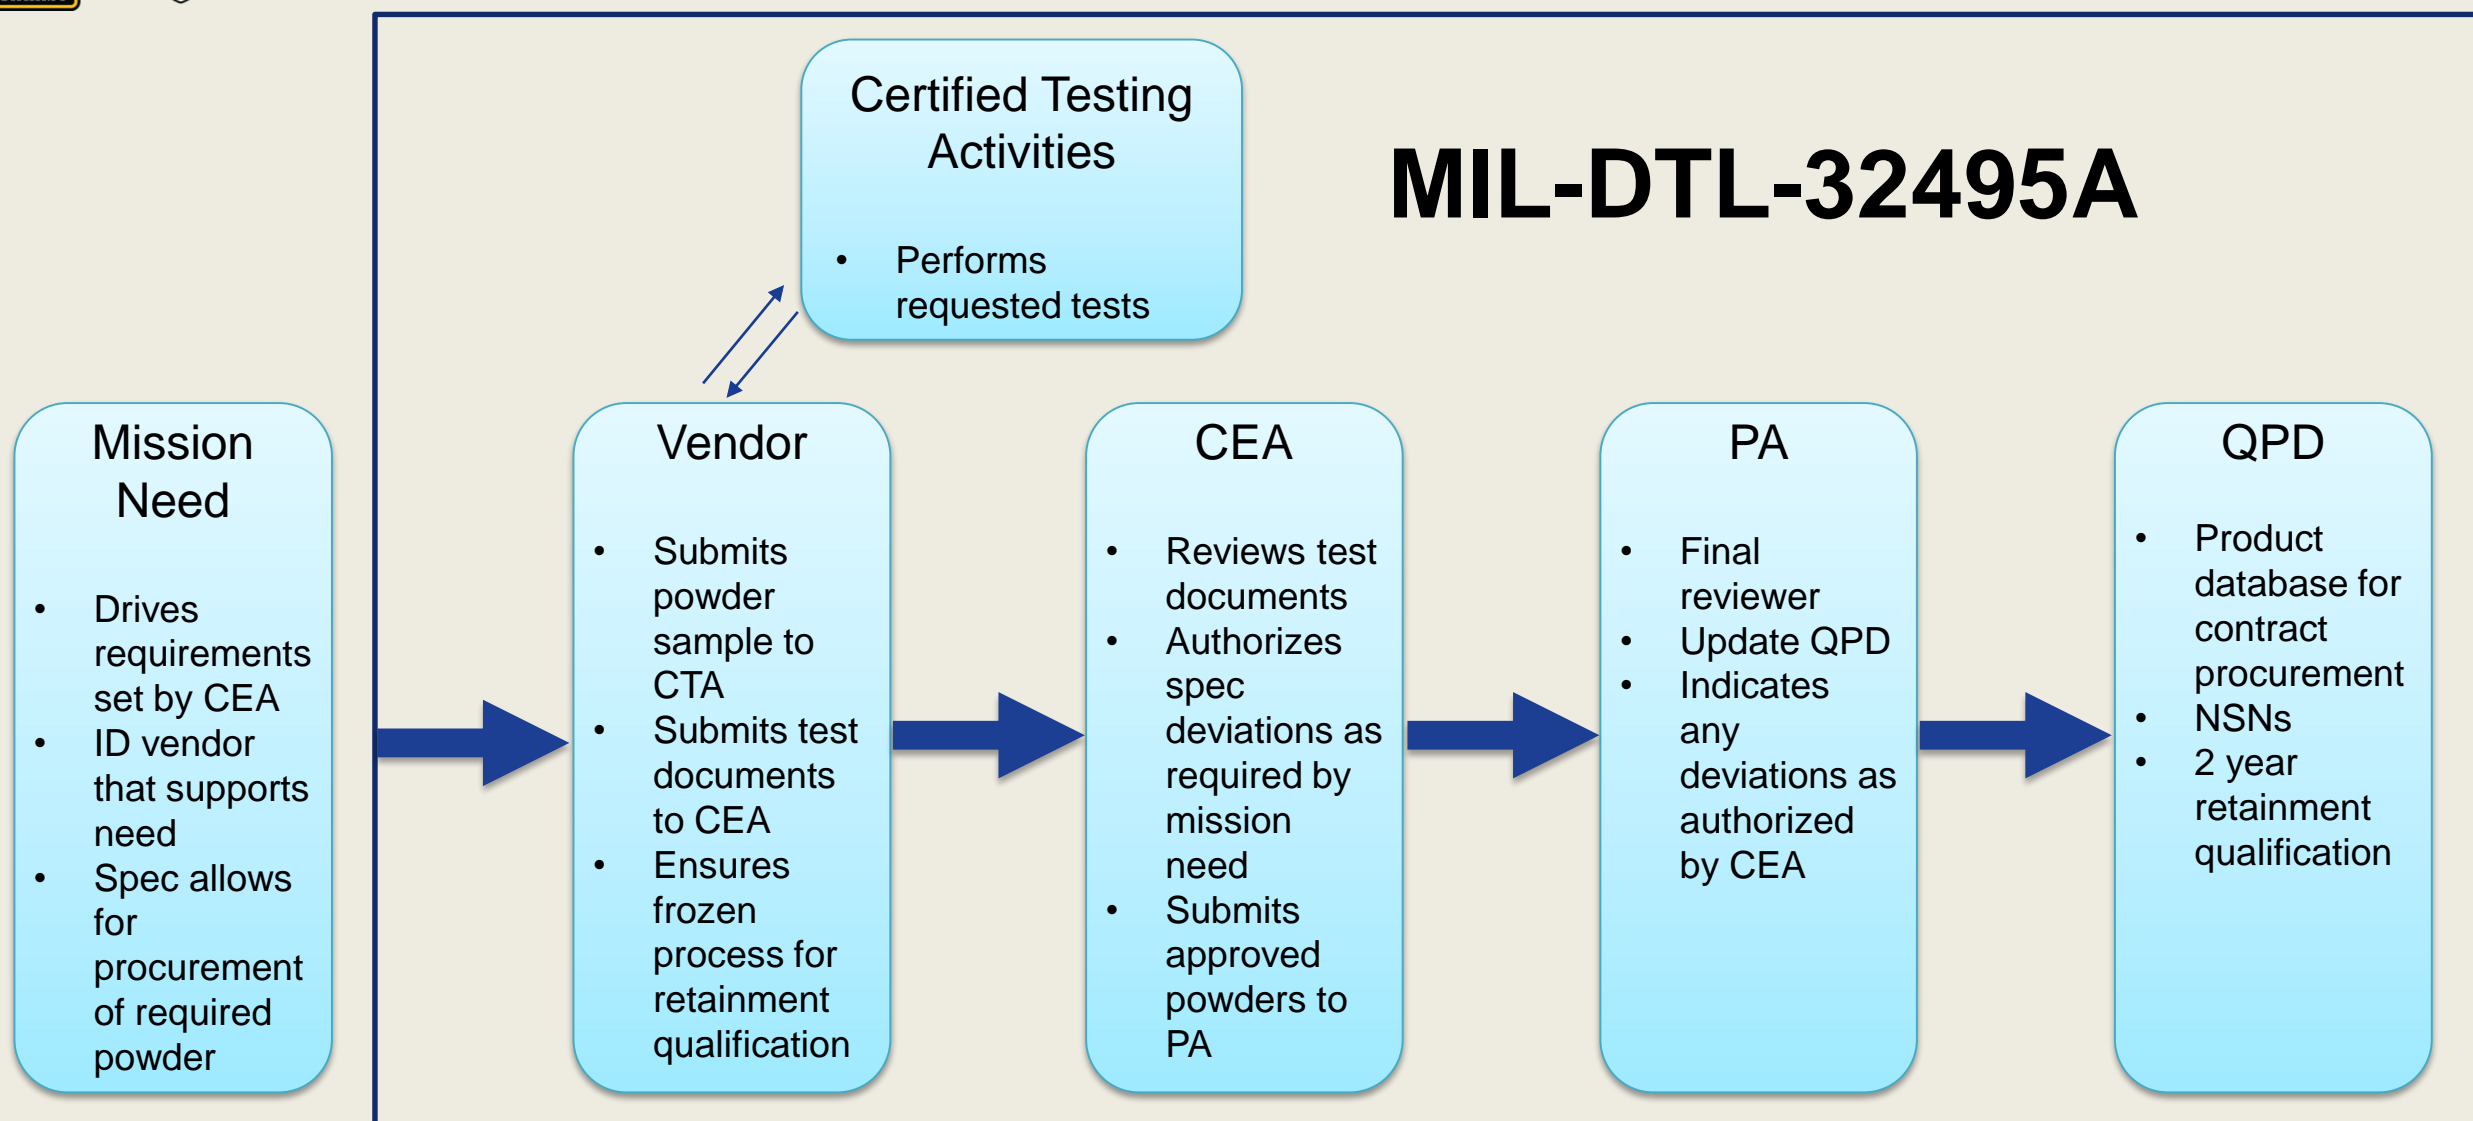 Certified Testing
Activities
• Performs
requested tests
MIL-DTL-32495A
Mission
Need
• Drives
requirements
set by CEA
• ID vendor
that supports
need
• Spec allows
for
procurement
of required
powder
Vendor
• Submits
powder
sample to
CTA
• Submits test
documents
to CEA
• Ensures
frozen
process for
retainment
qualification
CEA
• Reviews test
documents
• Authorizes
spec
deviations as
required by
mission
need
• Submits
approved
powders to
PA
PA
• Final
reviewer
• Update QPD
• Indicates
any
deviations as
authorized
by CEA
QPD
• Product
database for
contract
procurement
• NSNs
• 2 year
retainment
qualification